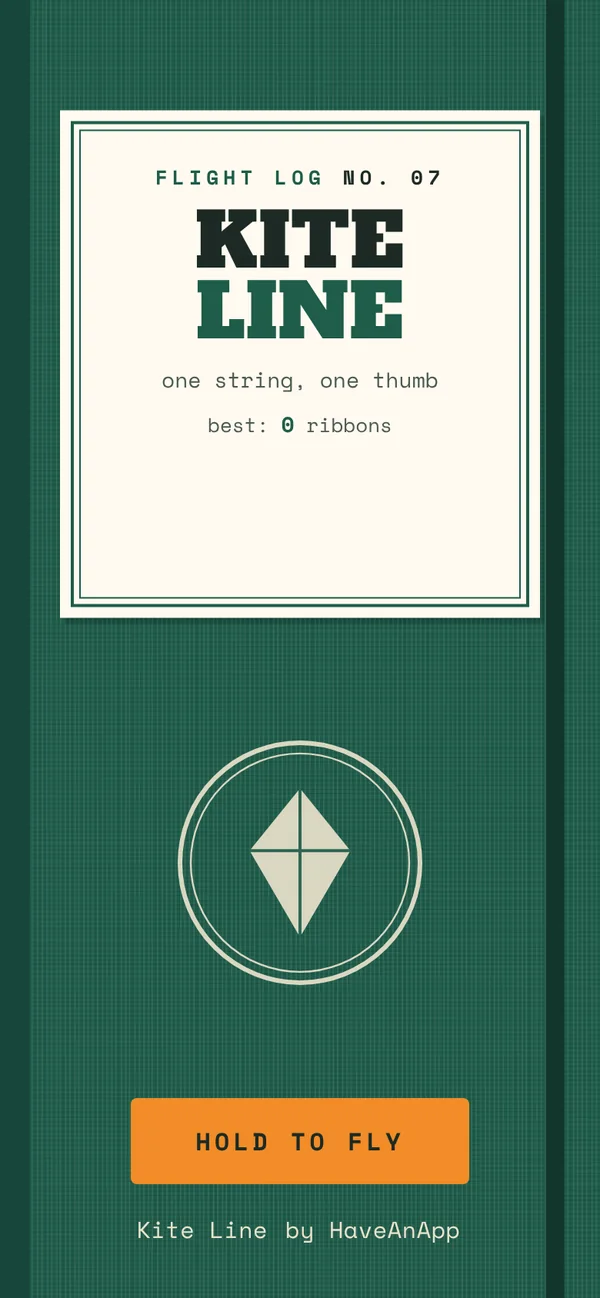 FLIGHT LOG NO. 07
KITE
LINE
one string, one thumb
best: 0 ribbons
HOLD TO FLY
Kite Line by HaveAnApp